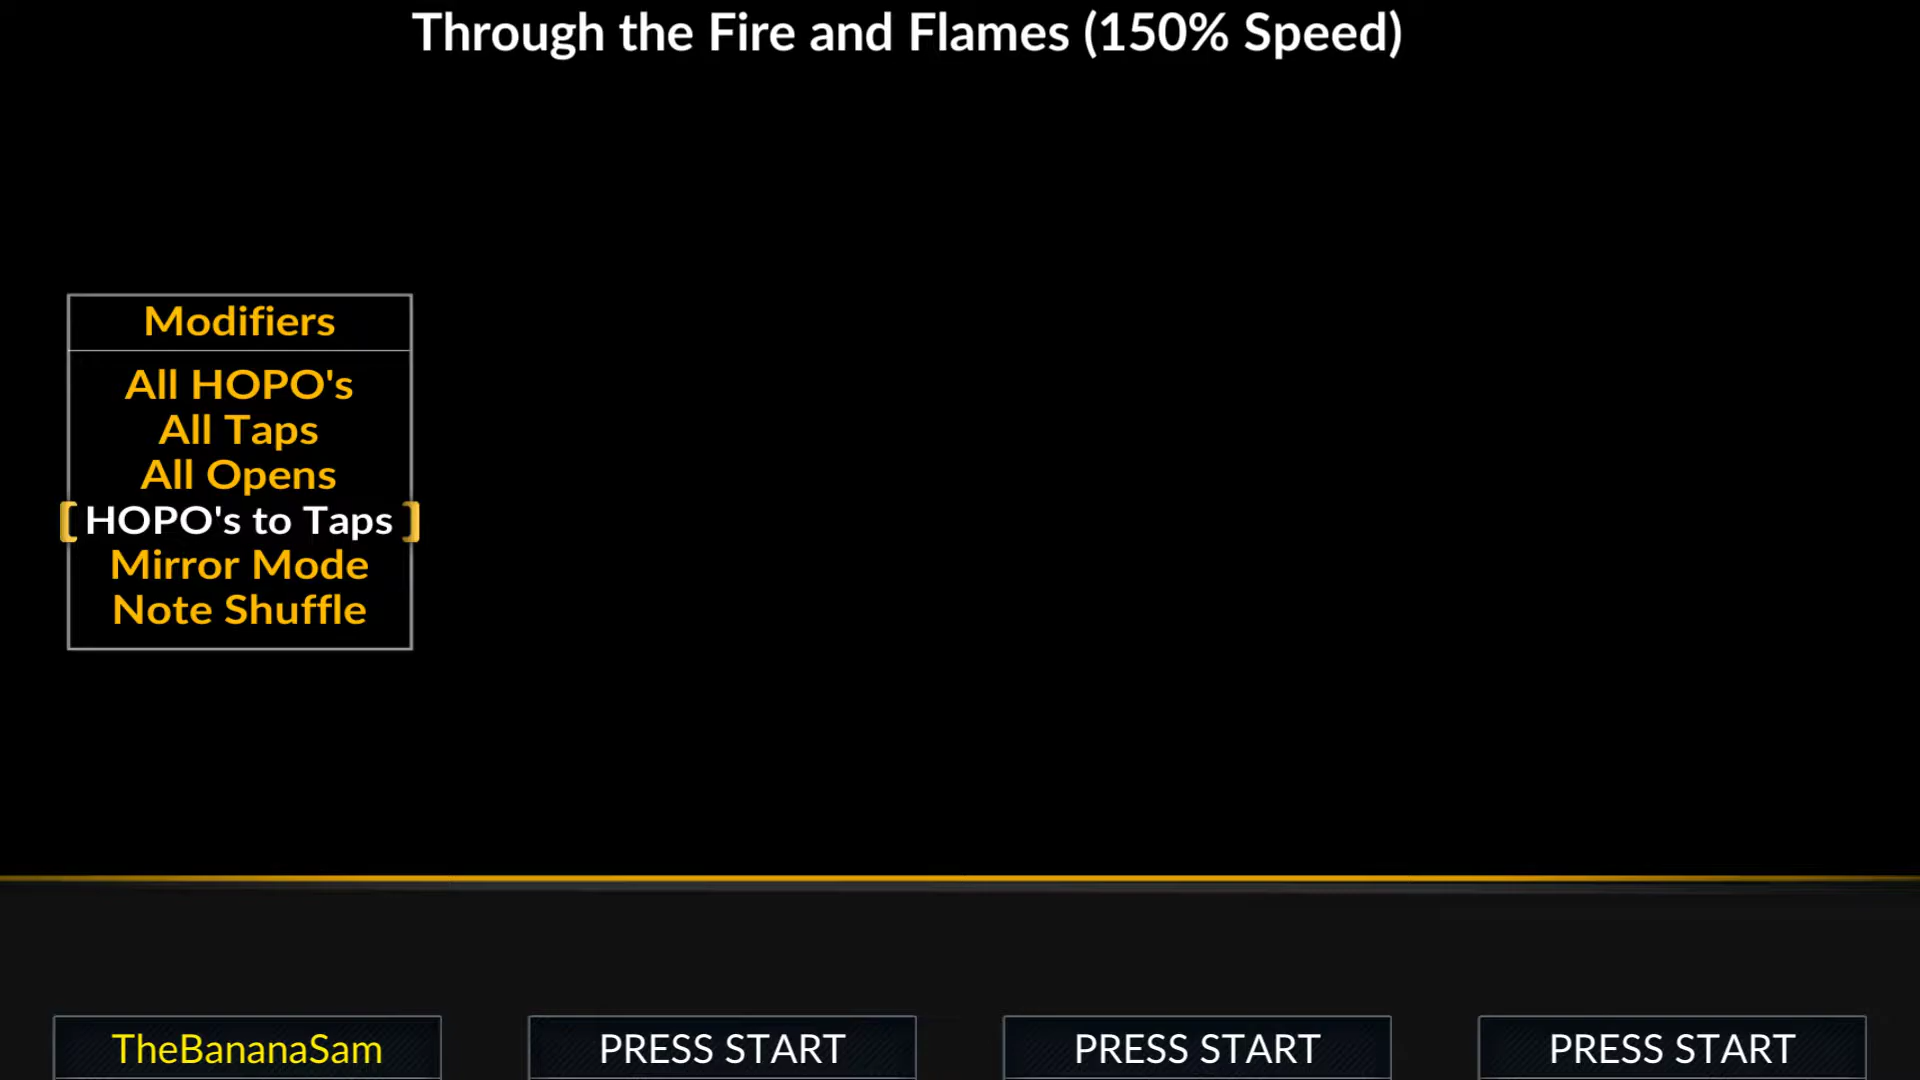 Through the Fire and Flames (150% Speed)
Modifiers
All HOPO's
All Taps
All Opens
[ HOPO's to Taps ]
Mirror Mode
Note Shuffle
TheBananaSam
PRESS START
PRESS START
PRESS START